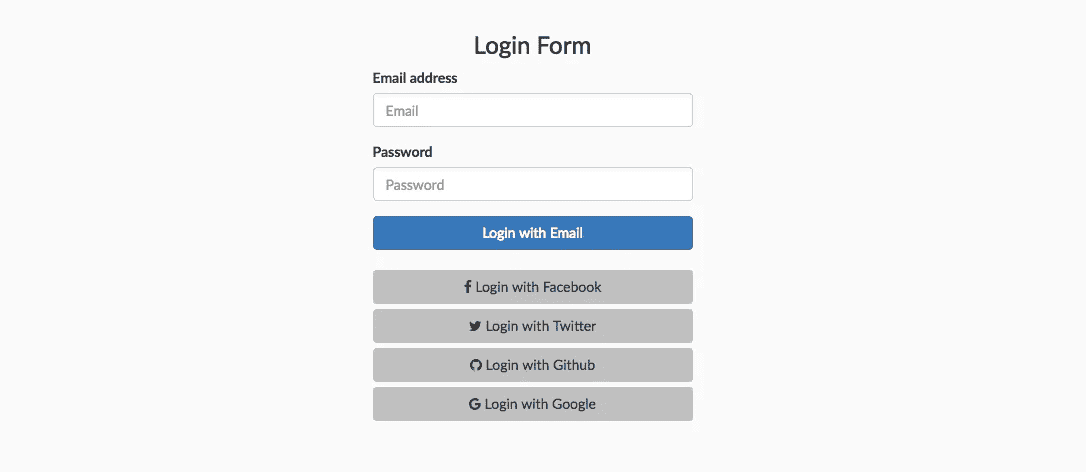 Login Form
Email address
Email
Password
Password
Login with Email
Login with Facebook
Login with Twitter
Login with Github
Login with Google